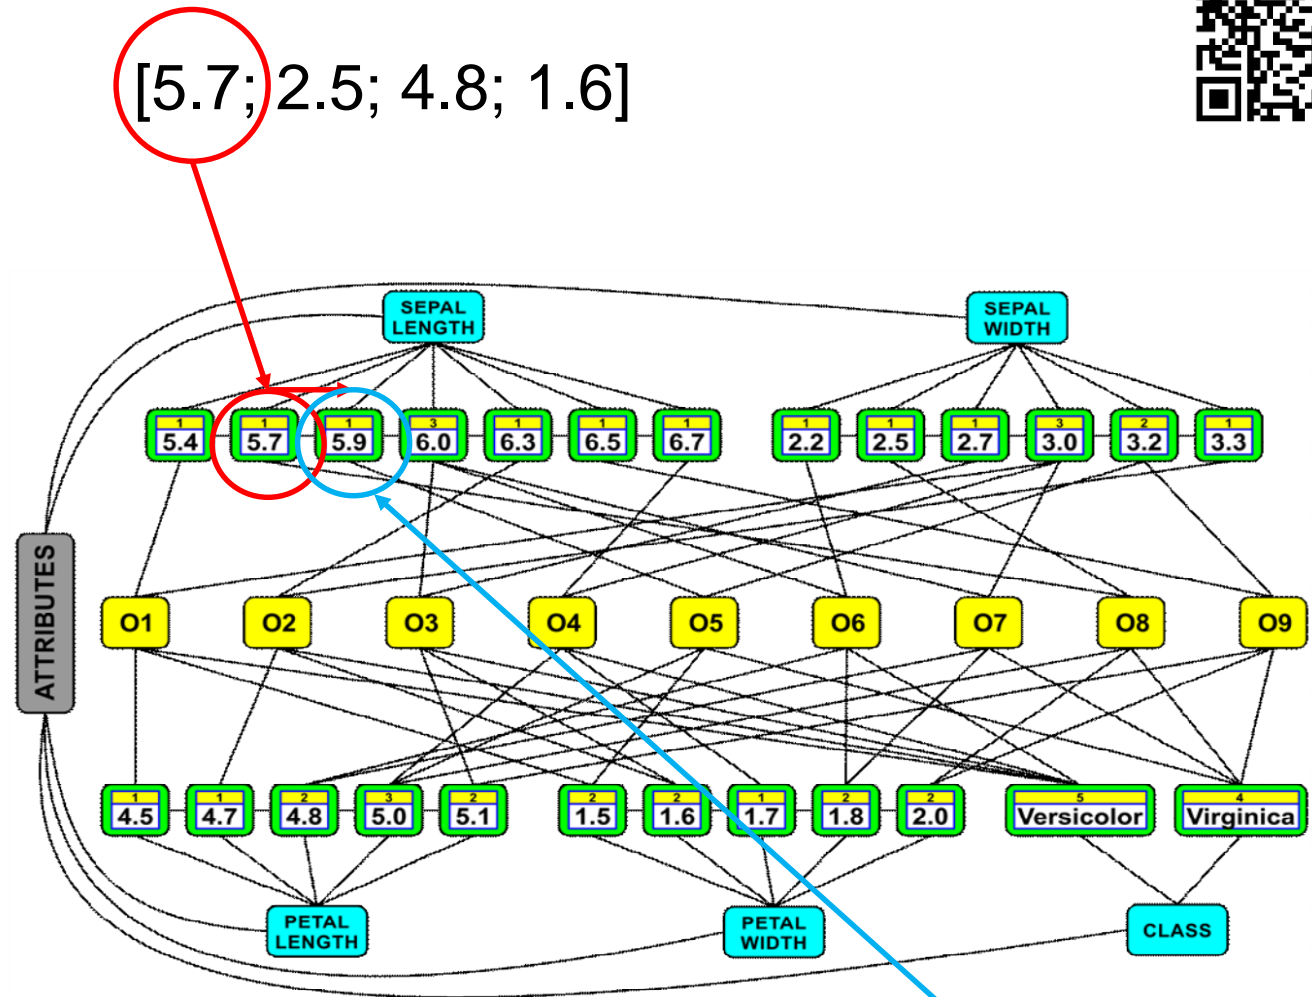 [5.7; 2.5; 4.8; 1.6]
SEPAL
LENGTH
SEPAL
WIDTH
1 1 1 3 1 1 1 1 1 1 3 2 1
5.4 5.7 5.9 6.0 6.3 6.5 6.7 2.2 2.5 2.7 3.0 3.2 3.3
ATTRIBUTES
O1 O2 O3 O4 O5 O6 O7 O8 O9
1 1 2 3 2 2 2 1 2 2 5 4
4.5 4.7 4.8 5.0 5.1 1.5 1.6 1.7 1.8 2.0 Versicolor Virginica
PETAL
LENGTH
PETAL
WIDTH
CLASS